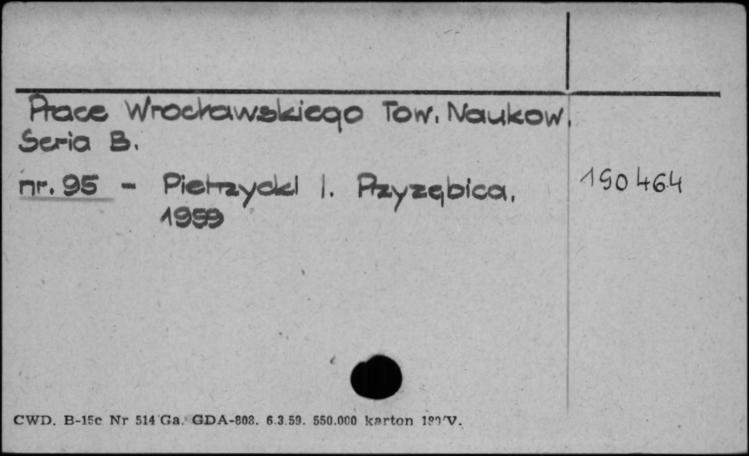 Prace Wrocławskiego Tow. Naukow.
Seria B.
nr. 95 - Pietrzycki J. Przyzębica,
1959
190464
CWD. B-15c Nr 514 Ga. GDA-808. 6.3.59. 550.000 karton